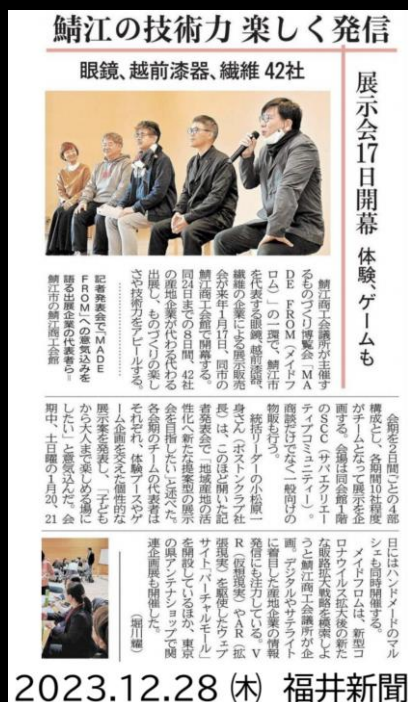 鯖江の技術力 楽しく発信
眼鏡、越前漆器、繊維 42社
展示会17日開幕 体験、ゲームも
鯖江商工会議所が主催す
るものづくり博覧会「MA
DE FROM(メイドフ
ロム)」の一環で、鯖江市
を代表する眼鏡、越前漆器、
繊維の企業による展示販売
会が来年1月17日、同市の
鯖江商工会館で開幕する。
同24日までの8日間、42社
の産地企業が代わる代わる
出展し、ものづくりの楽し
さや技術力をアピールする。
記者発表会で「MADE
FROM」への意気込みを
語る出展企業の代表者ら=
鯖江市の鯖江商工会館
会期を2日間ごとの4部
構成とし、各期間10社程度
がチームとなって展示を企
画する。会場は同会館1階
のSCC(サバエクリエー
ティブコミュニティー)。
商談だけでなく一般向けの
物販も行う。
統括リーダーの小松原一
身さん(ボストンクラブ社
長)は、このほど開いた記
者発表会で「地域産地の活
性化へ新たな提案型の展示
会を目指したい」と述べた。
各会期のチームの代表者は
それぞれ、体験ブースやゲ
ーム企画を交えた個性的な
展示案を発表し、「子ども
から大人まで楽しめる場に
したい」と意気込んだ。会
期中、土日曜の1月20、21
日にはハンドメードのマル
シェも同時開催する。
メイドフロムは、新型コ
ロナウイルス拡大後の新た
な販路拡大戦略を模索しよ
うと鯖江商工会議所が企
画。デジタルやサテライト
に着目した産地企業の情報
発信にも注力している。V
R(仮想現実)やAR(拡
張現実)を駆使したウェブ
サイト「バーチャルモール」
を開設しているほか、東京
の県アンテナショップで関
連企画展も開催した。
(堀川耀)
2023.12.28 ㈭ 福井新聞